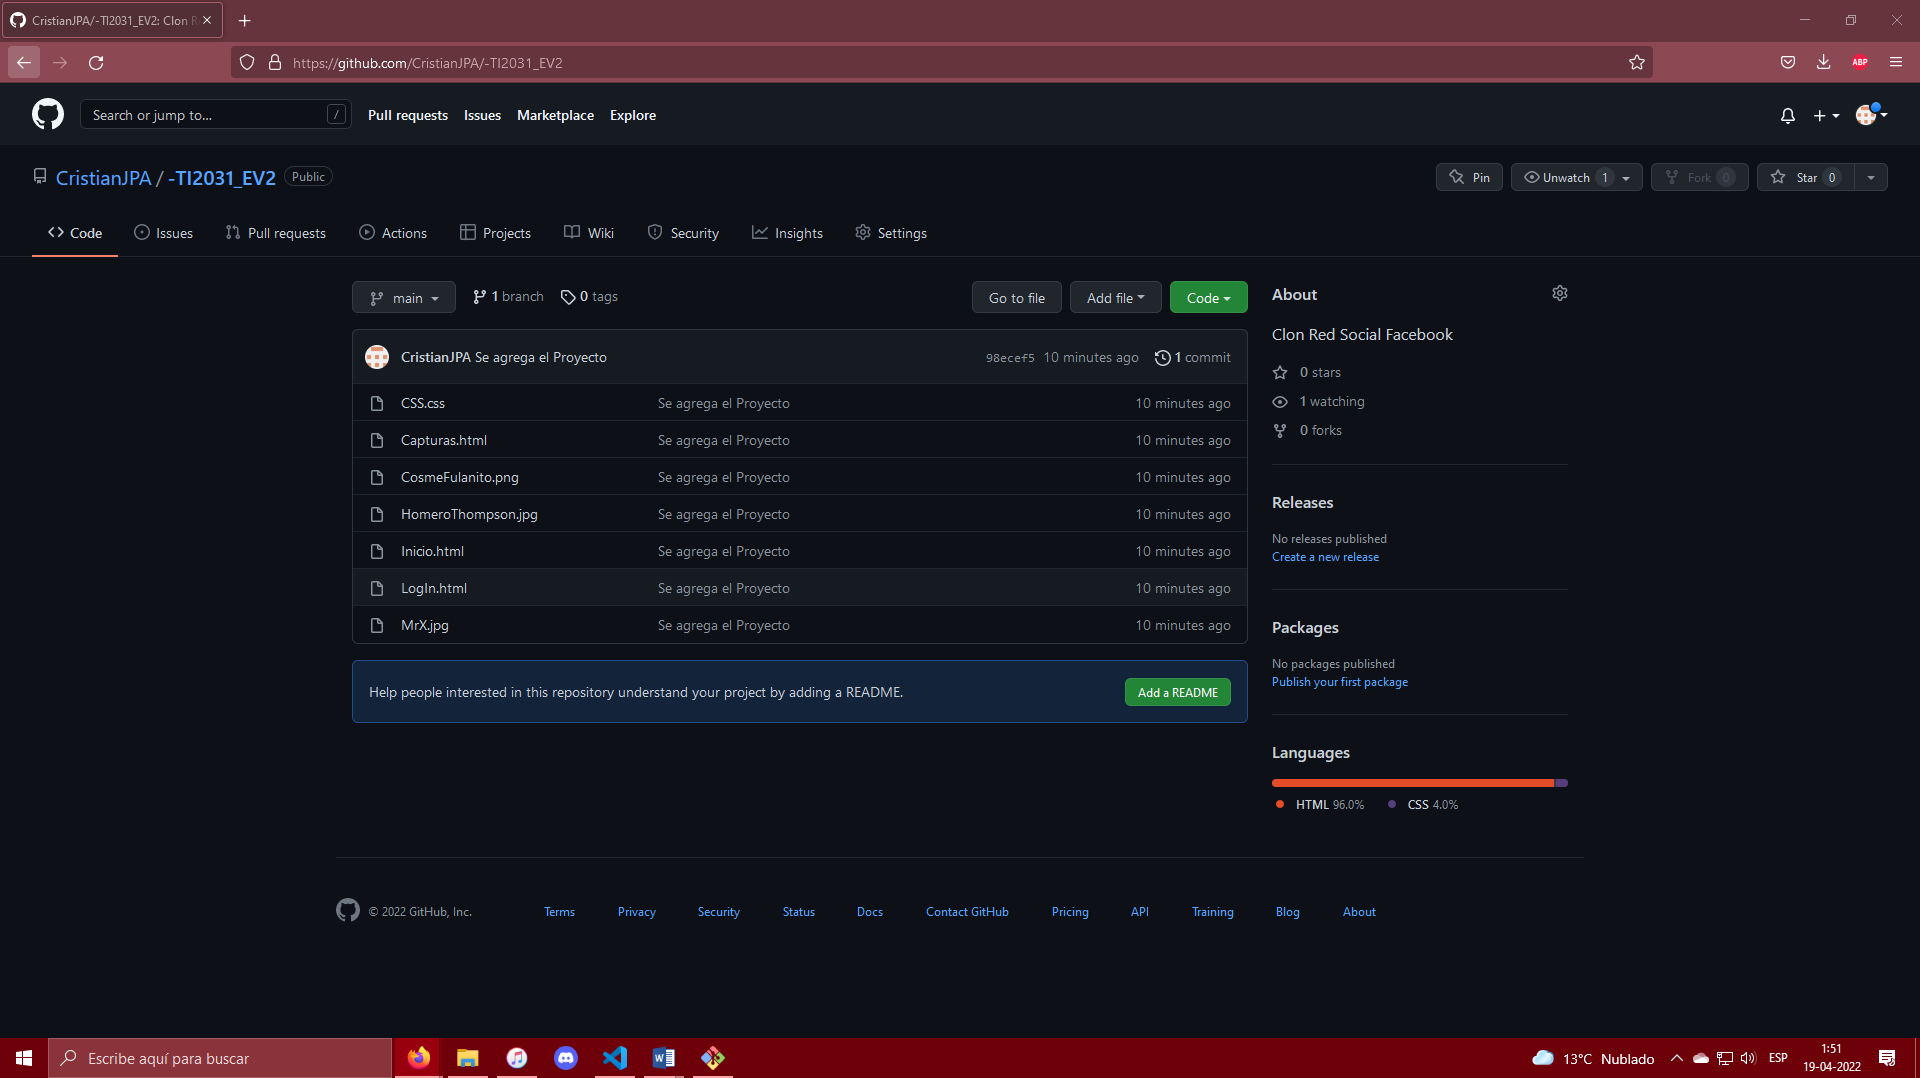 CristianJPA/-TI2031_EV2: Clon R
https://github.com/CristianJPA/-TI2031_EV2
ABP
Search or jump to... /
Pull requests Issues Marketplace Explore
CristianJPA / -TI2031_EV2 Public
Pin Unwatch 1 Fork 0 Star 0
Code Issues Pull requests Actions Projects Wiki Security Insights Settings
main 1 branch 0 tags Go to file Add file Code
CristianJPA Se agrega el Proyecto 98ecef5 10 minutes ago 1 commit
CSS.css Se agrega el Proyecto 10 minutes ago
Capturas.html Se agrega el Proyecto 10 minutes ago
CosmeFulanito.png Se agrega el Proyecto 10 minutes ago
HomeroThompson.jpg Se agrega el Proyecto 10 minutes ago
Inicio.html Se agrega el Proyecto 10 minutes ago
LogIn.html Se agrega el Proyecto 10 minutes ago
MrX.jpg Se agrega el Proyecto 10 minutes ago
Help people interested in this repository understand your project by adding a README. Add a README
About
Clon Red Social Facebook
0 stars
1 watching
0 forks
Releases
No releases published
Create a new release
Packages
No packages published
Publish your first package
Languages
HTML 96.0% CSS 4.0%
© 2022 GitHub, Inc. Terms Privacy Security Status Docs Contact GitHub Pricing API Training Blog About
Escribe aquí para buscar
13°C Nublado
ESP
1:51
19-04-2022